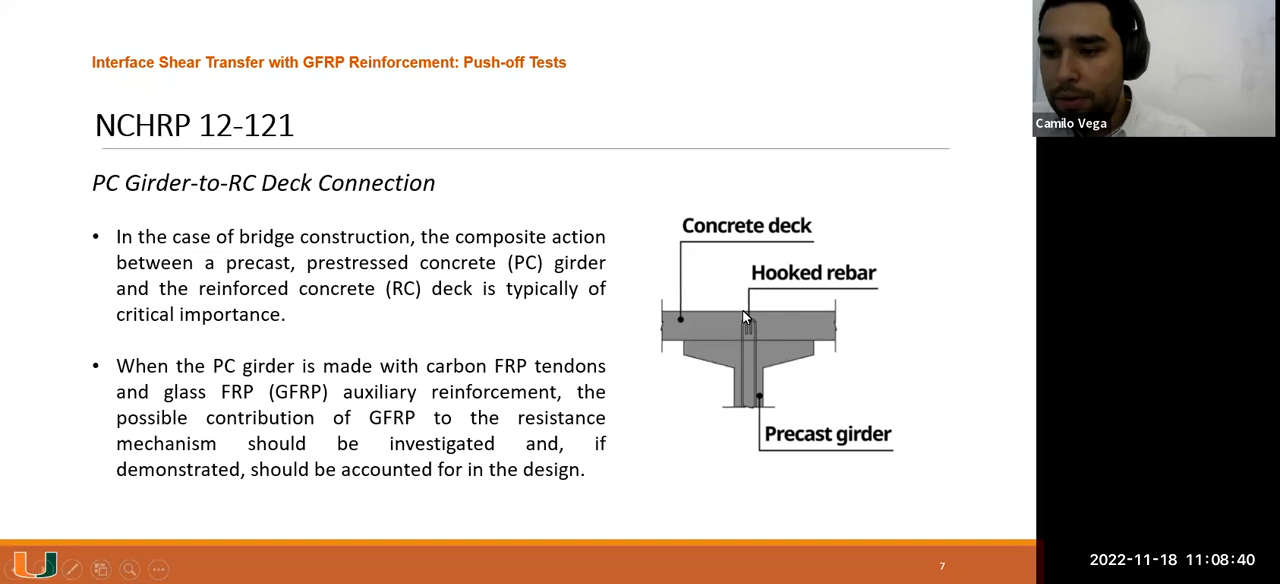 Interface Shear Transfer with GFRP Reinforcement: Push-off Tests
NCHRP 12-121
PC Girder-to-RC Deck Connection
• In the case of bridge construction, the composite action
between a precast, prestressed concrete (PC) girder
and the reinforced concrete (RC) deck is typically of
critical importance.
• When the PC girder is made with carbon FRP tendons
and glass FRP (GFRP) auxiliary reinforcement, the
possible contribution of GFRP to the resistance
mechanism should be investigated and, if
demonstrated, should be accounted for in the design.
Concrete deck
Hooked rebar
Precast girder
Camilo Vega
7
2022-11-18 11:08:40